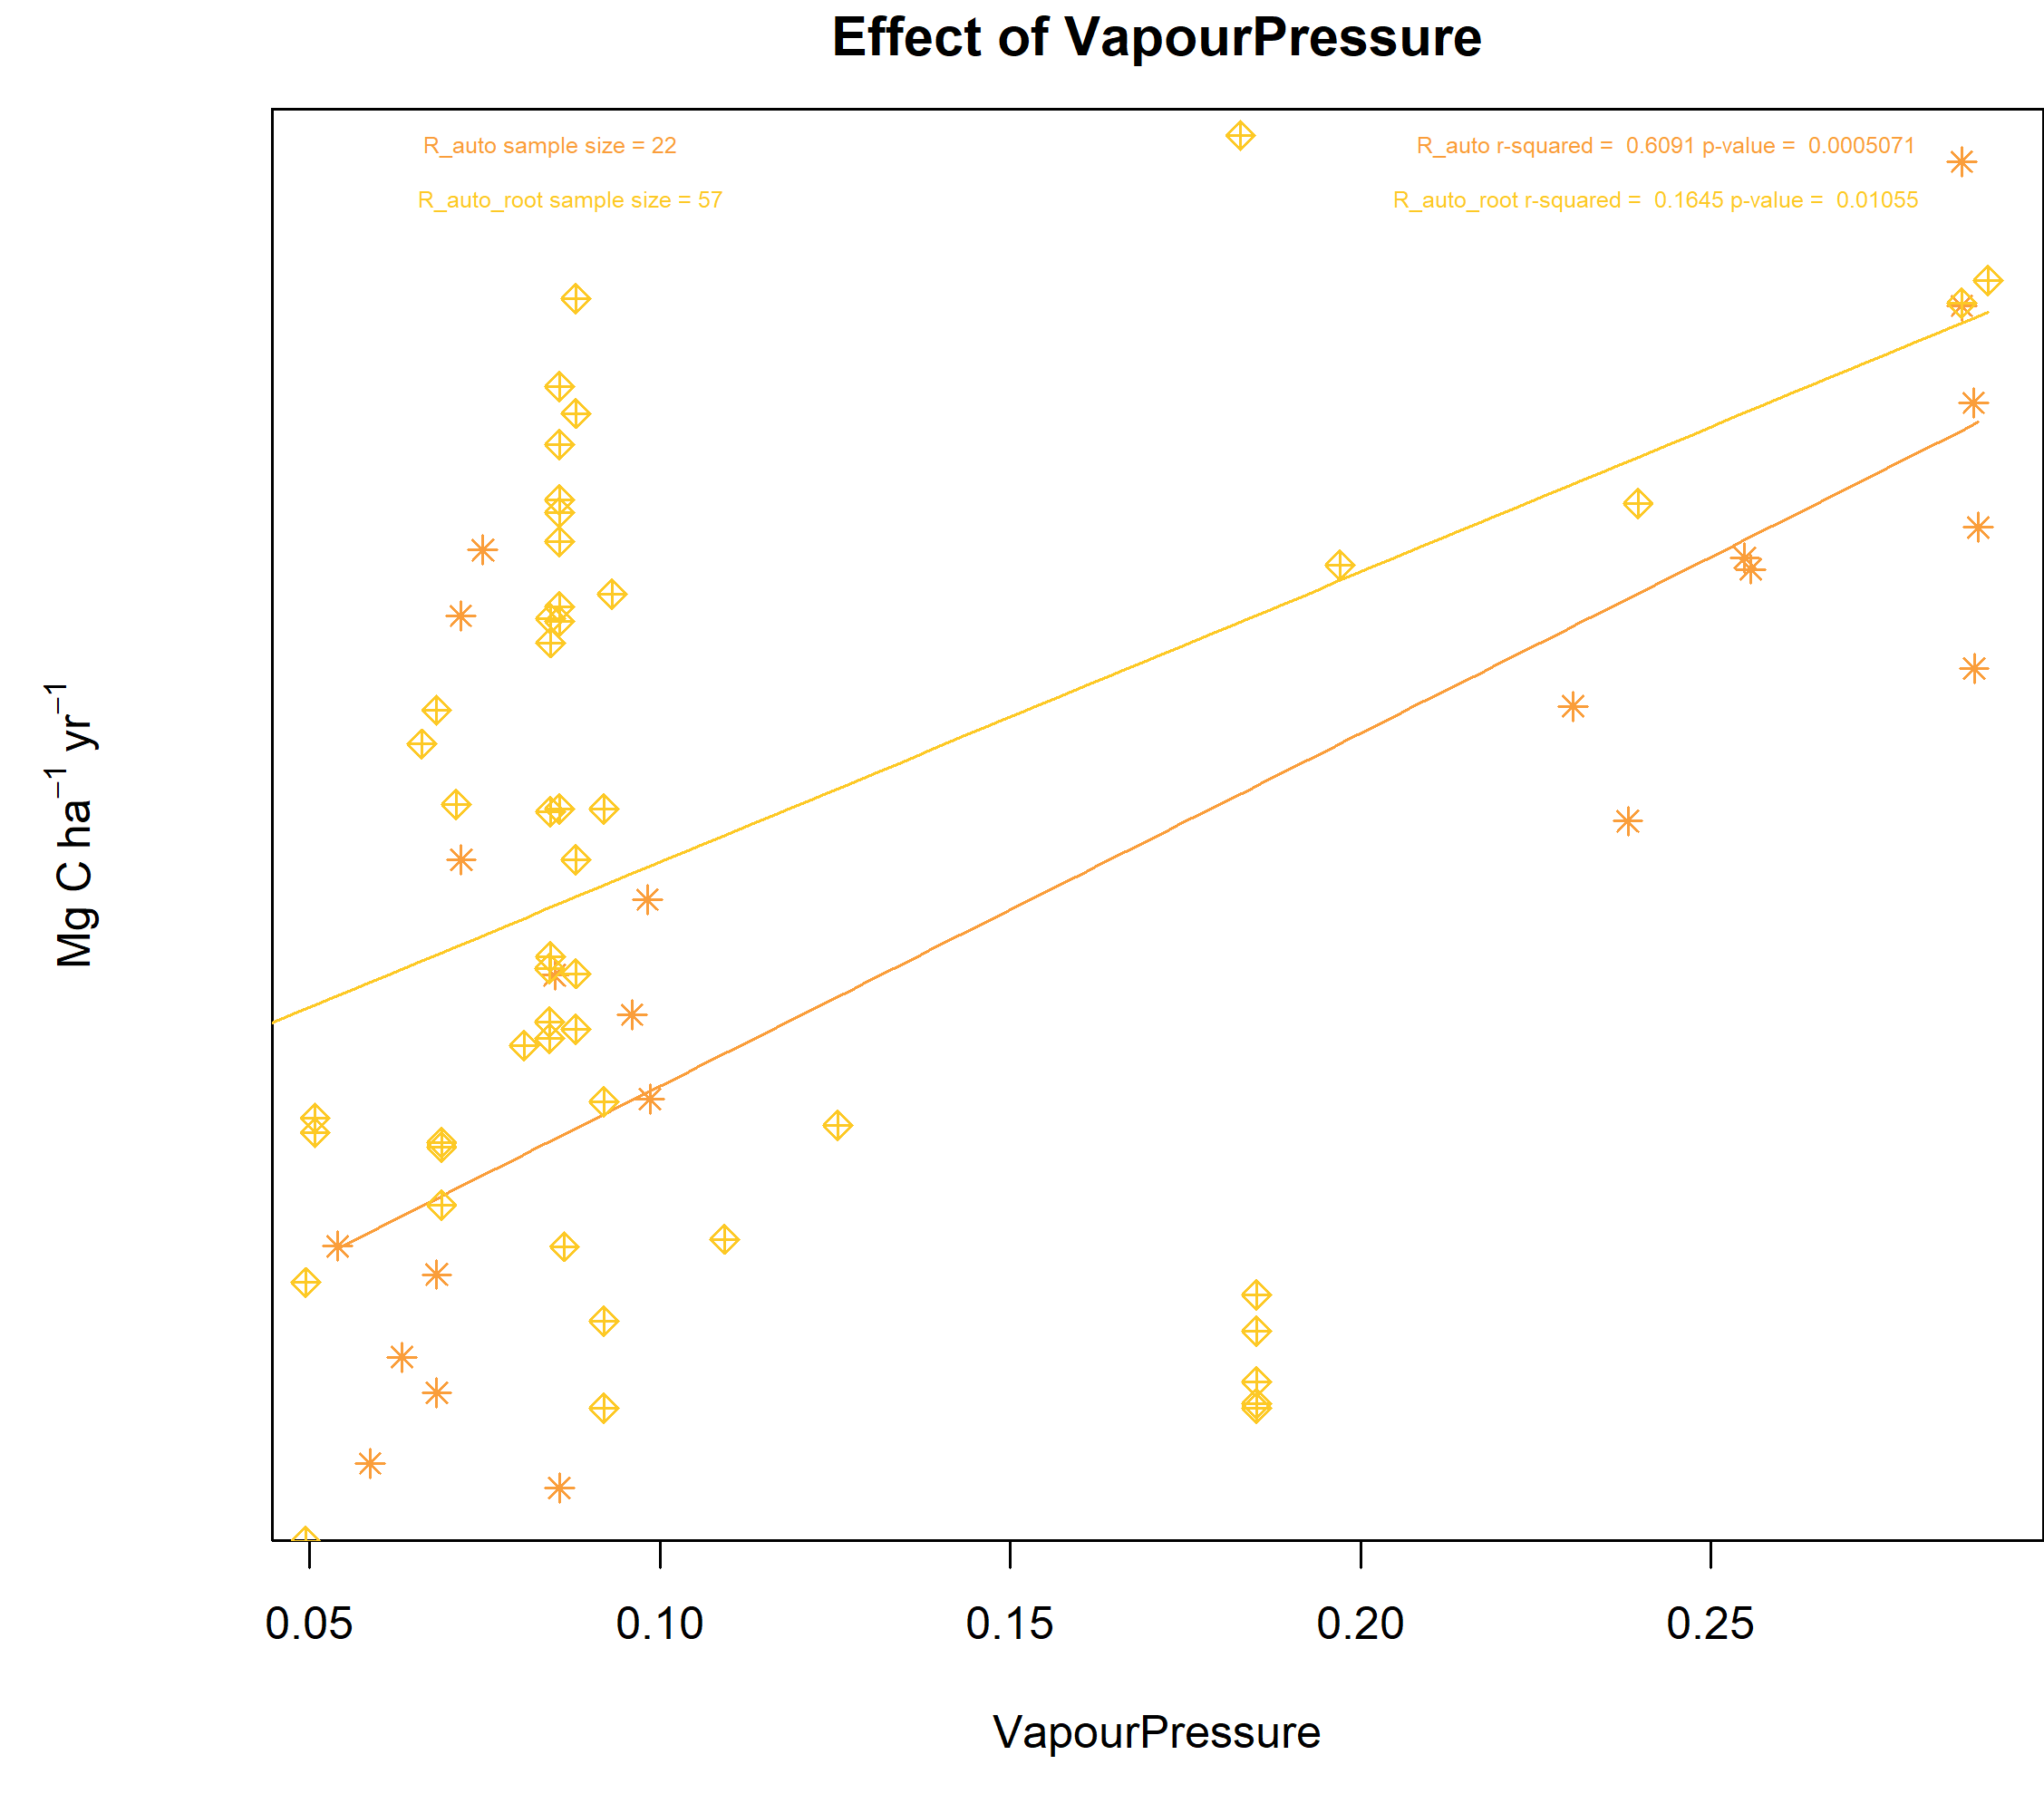 Effect of VapourPressure
R_auto sample size = 22
R_auto r-squared =  0.6091 p-value =  0.0005071
R_auto_root sample size = 57
R_auto_root r-squared =  0.1645 p-value =  0.01055
Mg C ha⁻¹ yr⁻¹
0.05 0.10 0.15 0.20 0.25
VapourPressure